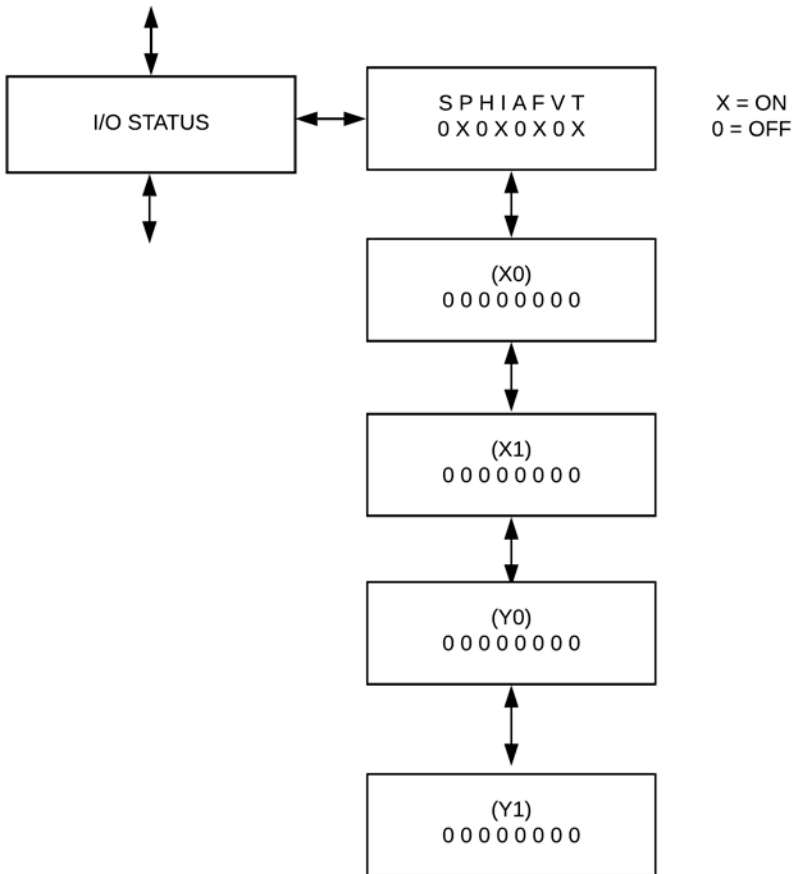 I/O STATUS
S P H I A F V T
0 X 0 X 0 X 0 X
X = ON
0 = OFF
(X0)
0 0 0 0 0 0 0 0
(X1)
0 0 0 0 0 0 0 0
(Y0)
0 0 0 0 0 0 0 0
(Y1)
0 0 0 0 0 0 0 0